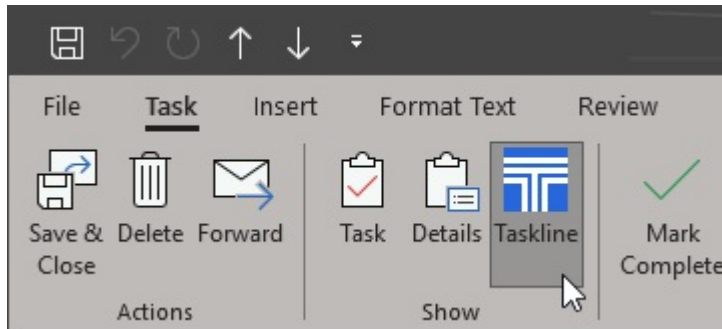 File Task Insert Format Text Review
Save & Delete Forward Task Details Taskline Mark
Close Complete
Actions Show